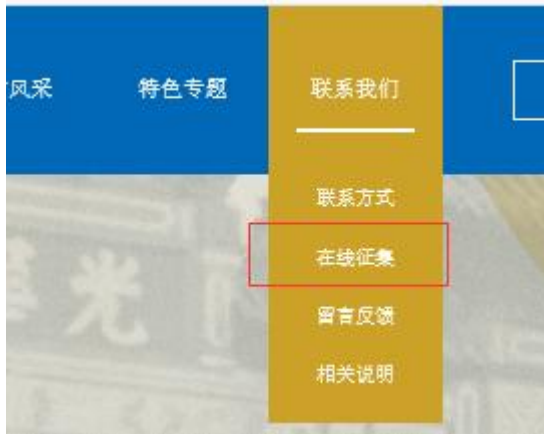 风采 特色专题 联系我们
联系方式
在线征集
留言反馈
相关说明